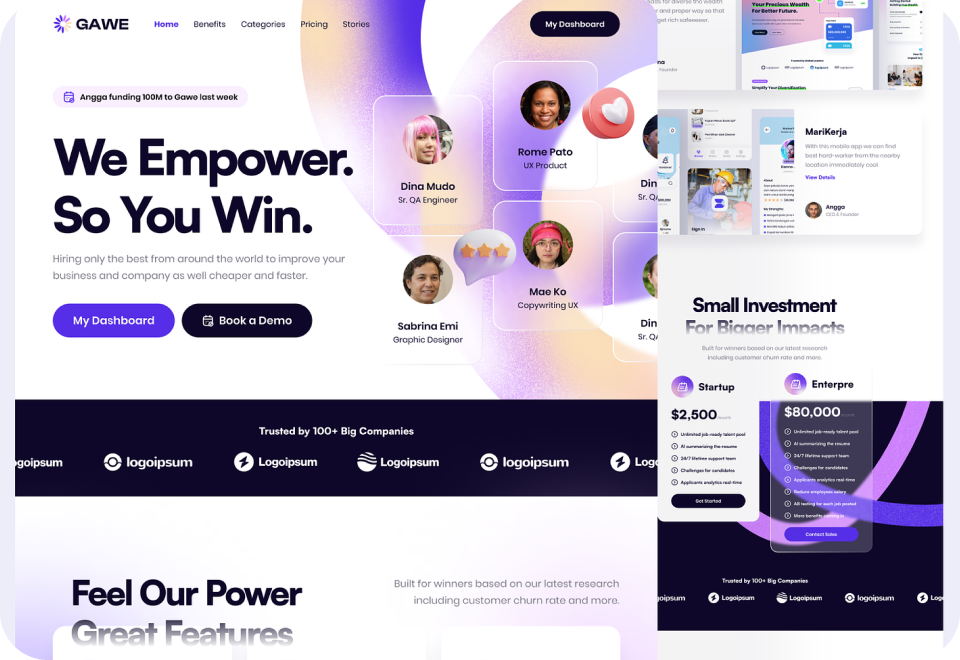 GAWE
Home
Benefits
Categories
Pricing
Stories
My Dashboard
Angga funding 100M to Gawe last week
We Empower.
So You Win.
Hiring only the best from around the world to improve your
business and company as well cheaper and faster.
My Dashboard
Book a Demo
Dina Mudo
Sr. QA Engineer
Rome Pato
UX Product
Din
Sr. QA
Sabrina Emi
Graphic Designer
Mae Ko
Copywriting UX
Din
Sr. QA
Trusted by 100+ Big Companies
ogoipsum
logoipsum
Logoipsum
Logoipsum
logoipsum
Logo
Feel Our Power
Great Features
Built for winners based on our latest research
including customer churn rate and more.
Your Precious Wealth
For Better Future.
MariKerja
With this mobile app we can find
best hard-worker from the nearby
location immediately cool.
View Details
Angga
CEO & Founder
Sign In
Small Investment
For Bigger Impacts
Built for winners based on our latest research
including customer churn rate and more.
Startup
$2,500
Unlimited job-ready talent pool
AI summarizing the resume
24/7 lifetime support team
Challenges for candidates
Applicants analytics real-time
Get Started
Enterpre
$80,000
Unlimited job-ready talent pool
AI summarizing the resume
24/7 lifetime support team
Challenges for candidates
Applicants analytics real-time
Reduce employees salary
AB testing for each job posted
More benefits coming in
Contact Sales
Trusted by 100+ Big Companies
oipsum
Logoipsum
Logoipsum
logoipsum
Logo